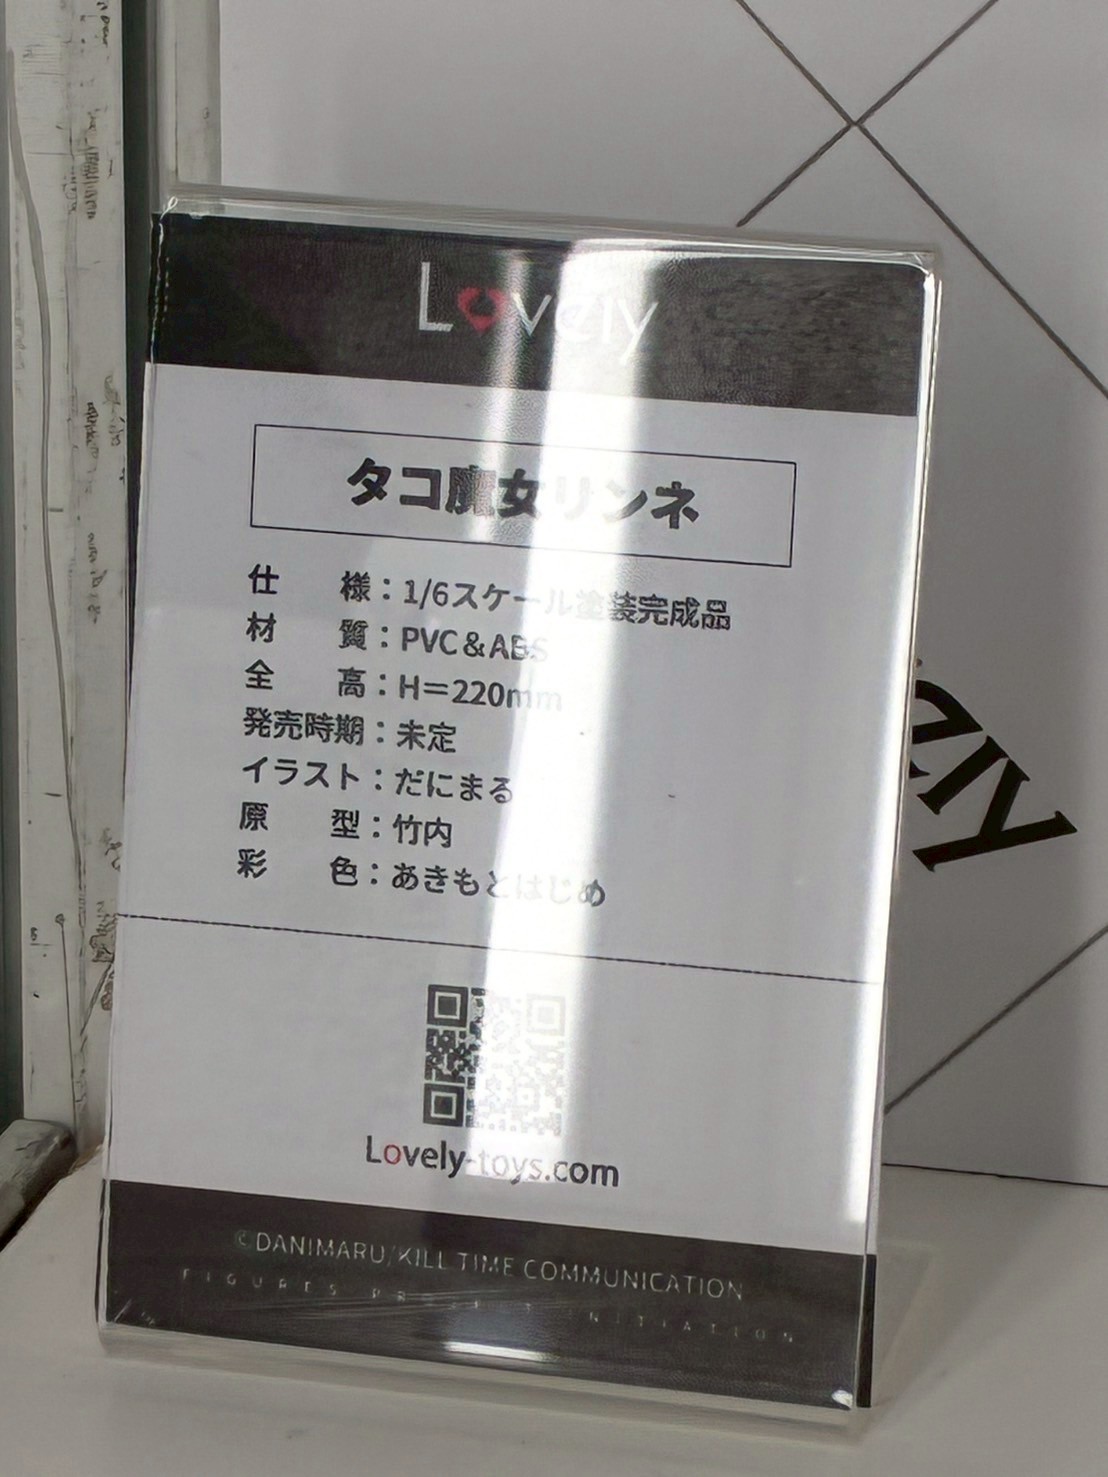 Lovely
タコ魔女リンネ
仕　様：1/6スケール塗装完成品
材　質：PVC＆ABS
全　高：H＝220mm
発売時期：未定
イラスト：だにまる
原　型：竹内
彩　色：あきもとはじめ
Lovely-toys.com
©DANIMARU/KILL TIME COMMUNICATION
FIGURES PROJECT INITIATION